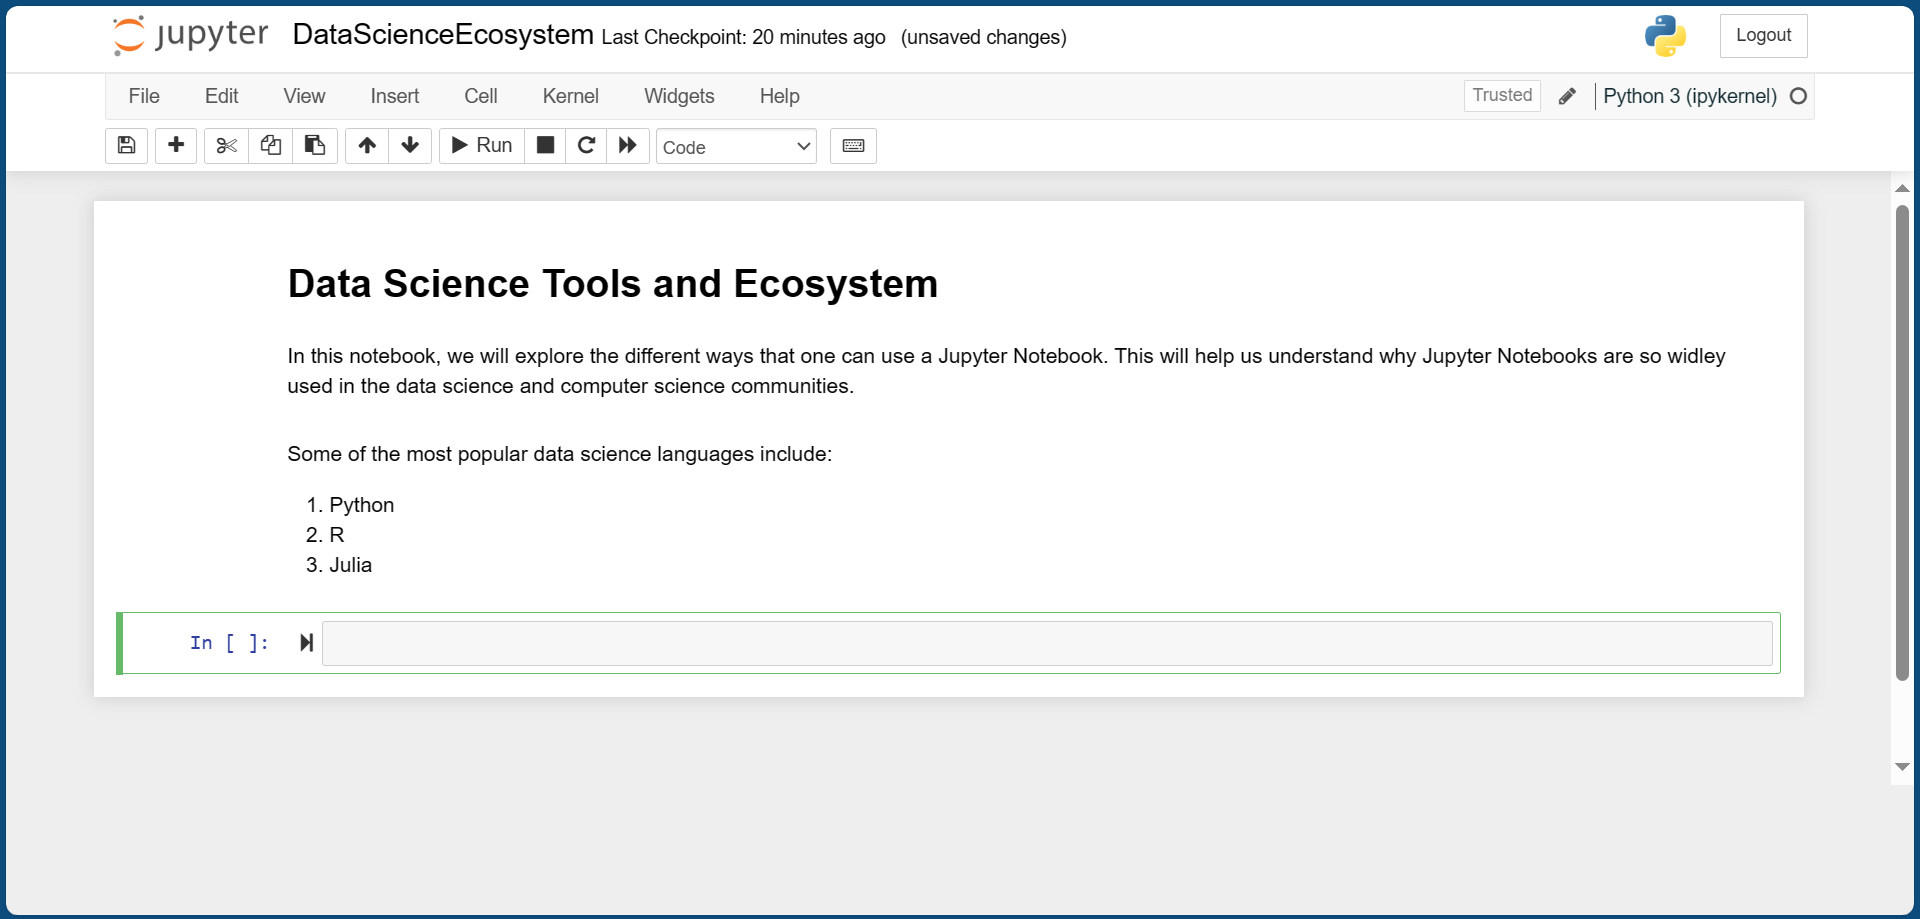 jupyter DataScienceEcosystem Last Checkpoint: 20 minutes ago (unsaved changes)
Logout
File Edit View Insert Cell Kernel Widgets Help
Trusted
Python 3 (ipykernel)
Run
Code
Data Science Tools and Ecosystem
In this notebook, we will explore the different ways that one can use a Jupyter Notebook. This will help us understand why Jupyter Notebooks are so widley
used in the data science and computer science communities.
Some of the most popular data science languages include:
1. Python
2. R
3. Julia
In [ ]: